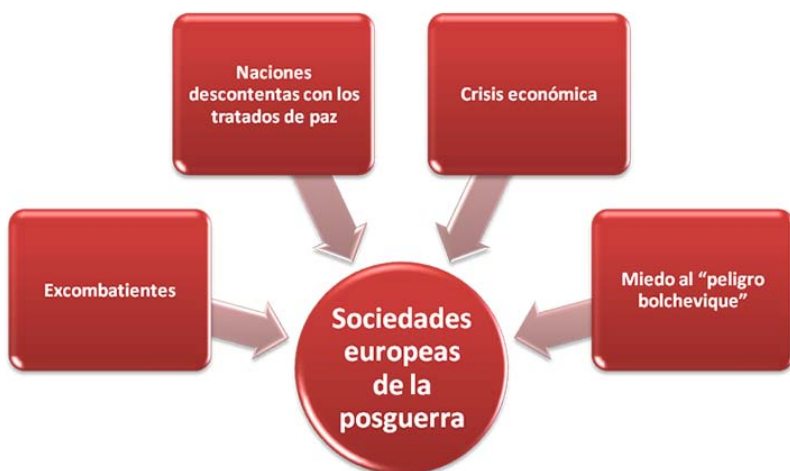 Naciones
descontentas con los
tratados de paz
Crisis económica
Excombatientes
Miedo al “peligro
bolchevique”
Sociedades
europeas
de la
posguerra